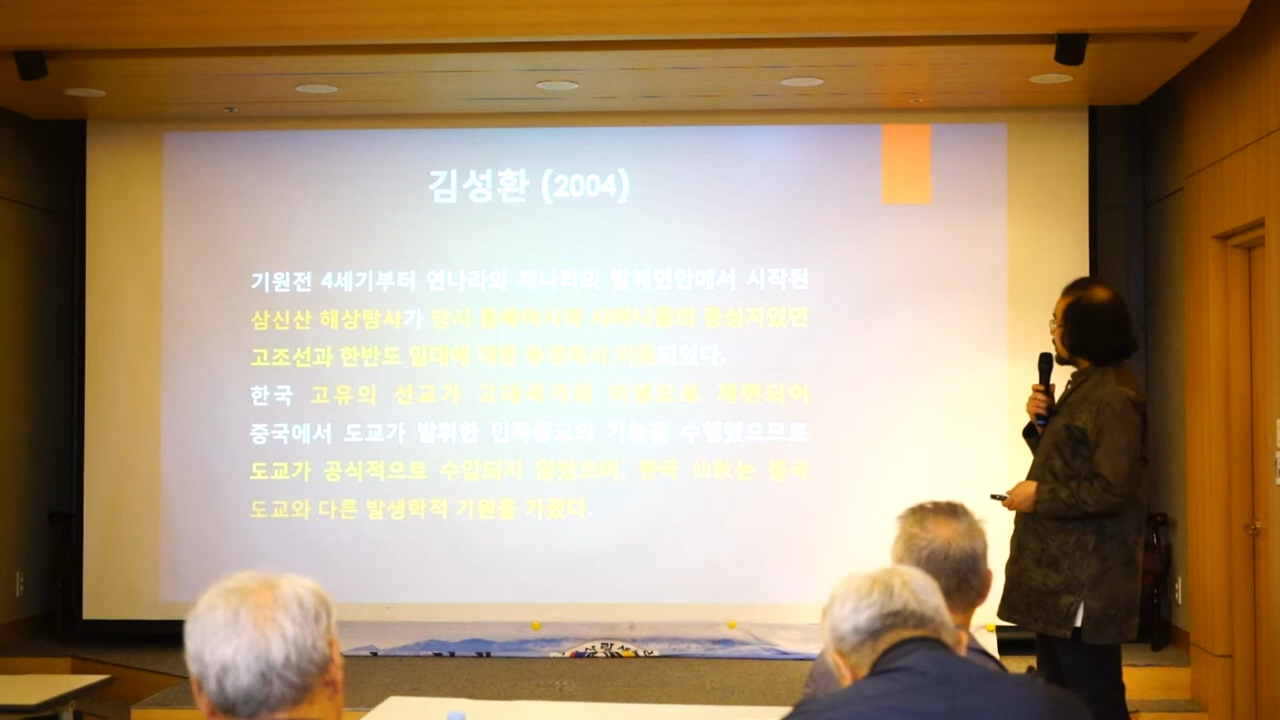 김성환 (2004)
기원전 4세기부터 연나라와 제나라의 발해연안에서 시작된
삼신산 해상탐사가 당시 동북아시아 샤머니즘의 중심지였던
고조선과 한반도 일대에 대한 동경에서 비롯되었다.
한국 고유의 선교가 고대국가의 이념으로 재편되어
중국에서 도교가 발휘한 민족종교의 기능을 수행했으므로
도교가 공식적으로 수입되지 않았으며, 한국 仙敎는 중국
도교와 다른 발생학적 기원을 가졌다.